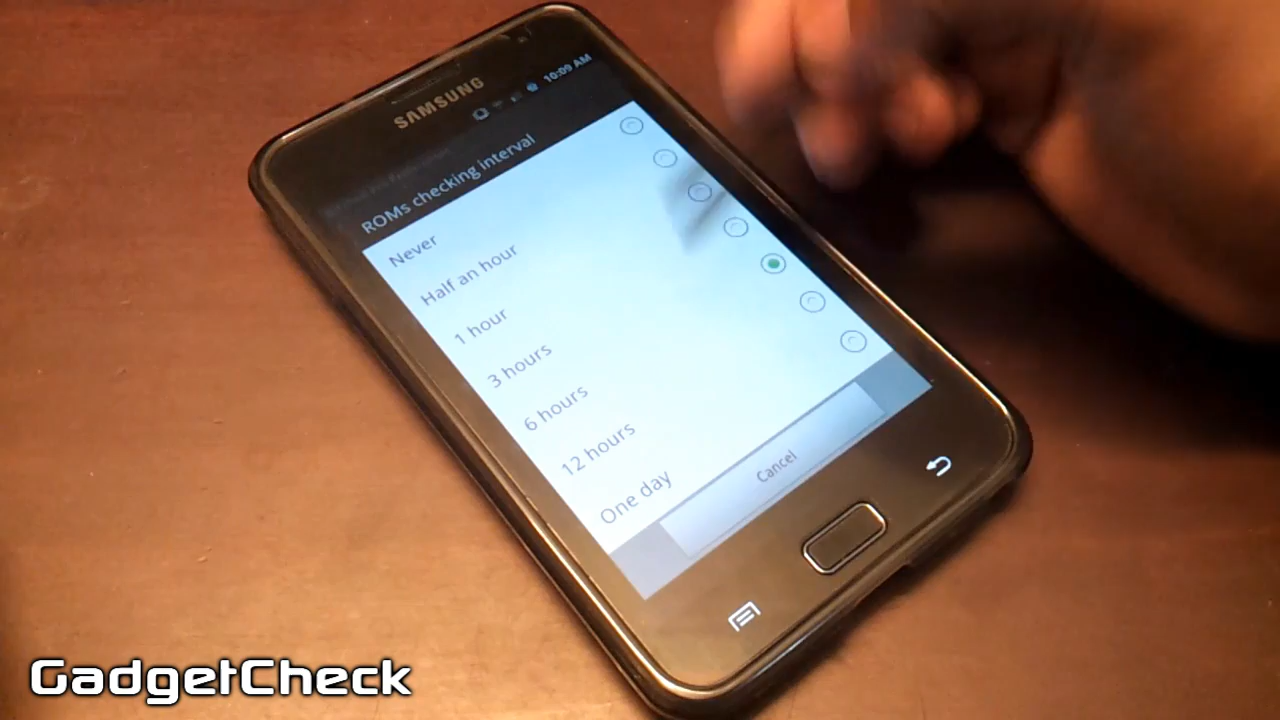 SAMSUNG
10:09 AM
ROMs checking interval
Never
Half an hour
1 hour
3 hours
6 hours
12 hours
One day
Cancel
GadgetCheck